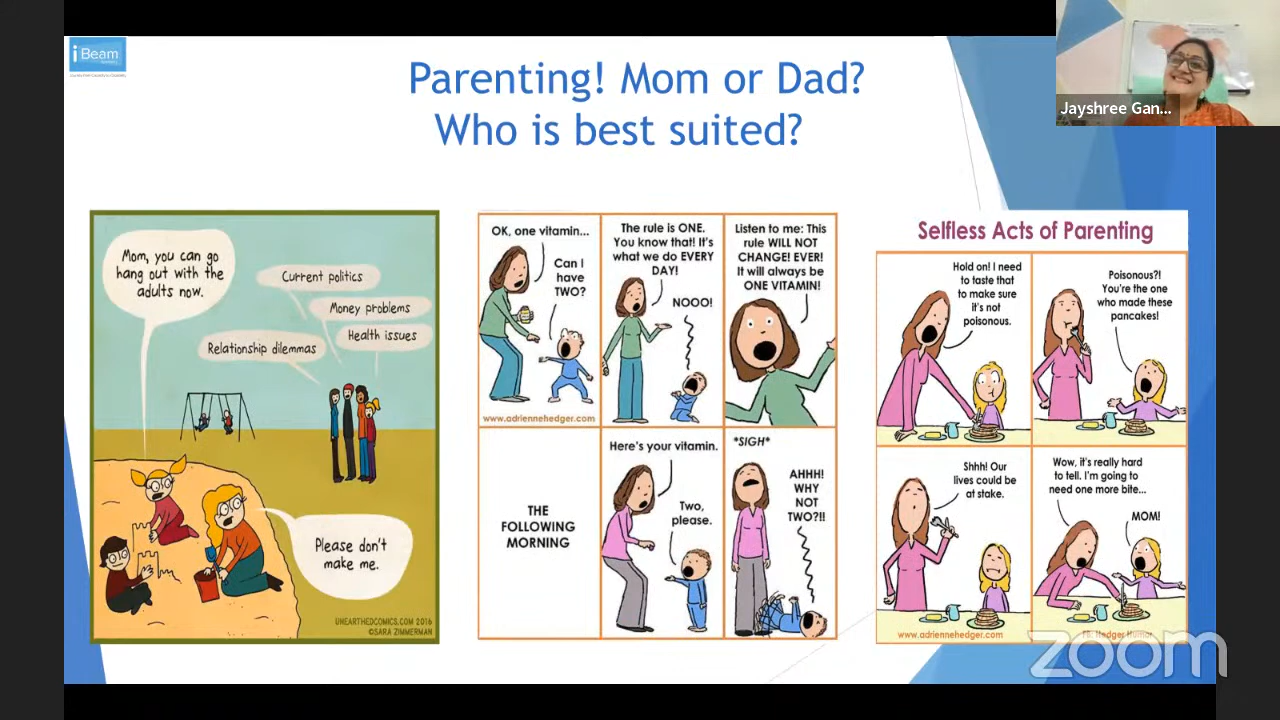 i Beam
Parenting! Mom or Dad?
Who is best suited?
Jayshree Gan...
Mom, you can go
hang out with the
adults now.
Current politics
Money problems
Health issues
Relationship dilemmas
Please don't
make me.
UNEARTHEDCOMICS.COM 2016
©SARA ZIMMERMAN
OK, one vitamin...
Can I
have
TWO?
www.adriennehedger.com
The rule is ONE.
You know that! It's
what we do EVERY
DAY!
NOOO!
Listen to me: This
rule WILL NOT
CHANGE! EVER!
It will always be
ONE VITAMIN!
THE
FOLLOWING
MORNING
Here's your vitamin.
Two,
please.
*SIGH*
AHHH!
WHY
NOT
TWO?!!
Selfless Acts of Parenting
Hold on! I need
to taste that
to make sure
it's not
poisonous.
Poisonous?!
You're the one
who made these
pancakes!
Shhh! Our
lives could be
at stake.
www.adriennehedger.com
Wow, it's really hard
to tell. I'm going to
need one more bite...
MOM!
Hedger Humor
zoom